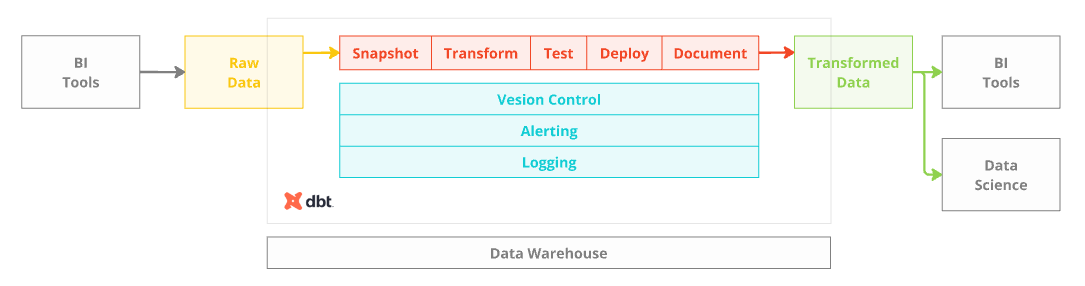 BI
Tools
Raw
Data
Snapshot
Transform
Test
Deploy
Document
Vesion Control
Alerting
Logging
dbt
Transformed
Data
BI
Tools
Data
Science
Data Warehouse